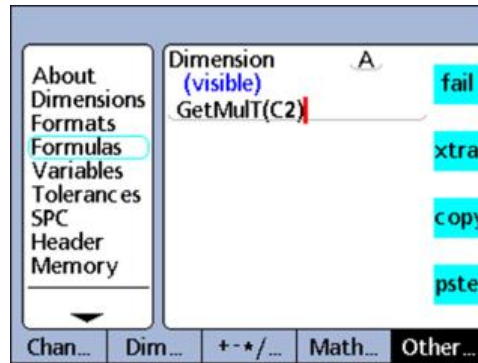 About
Dimensions
Formats
Formulas
Variables
Tolerances
SPC
Header
Memory
Dimension A
(visible)
GetMulT(C2)
fail
xtra
copy
pste
Chan...
Dim...
+-*/...
Math...
Other...